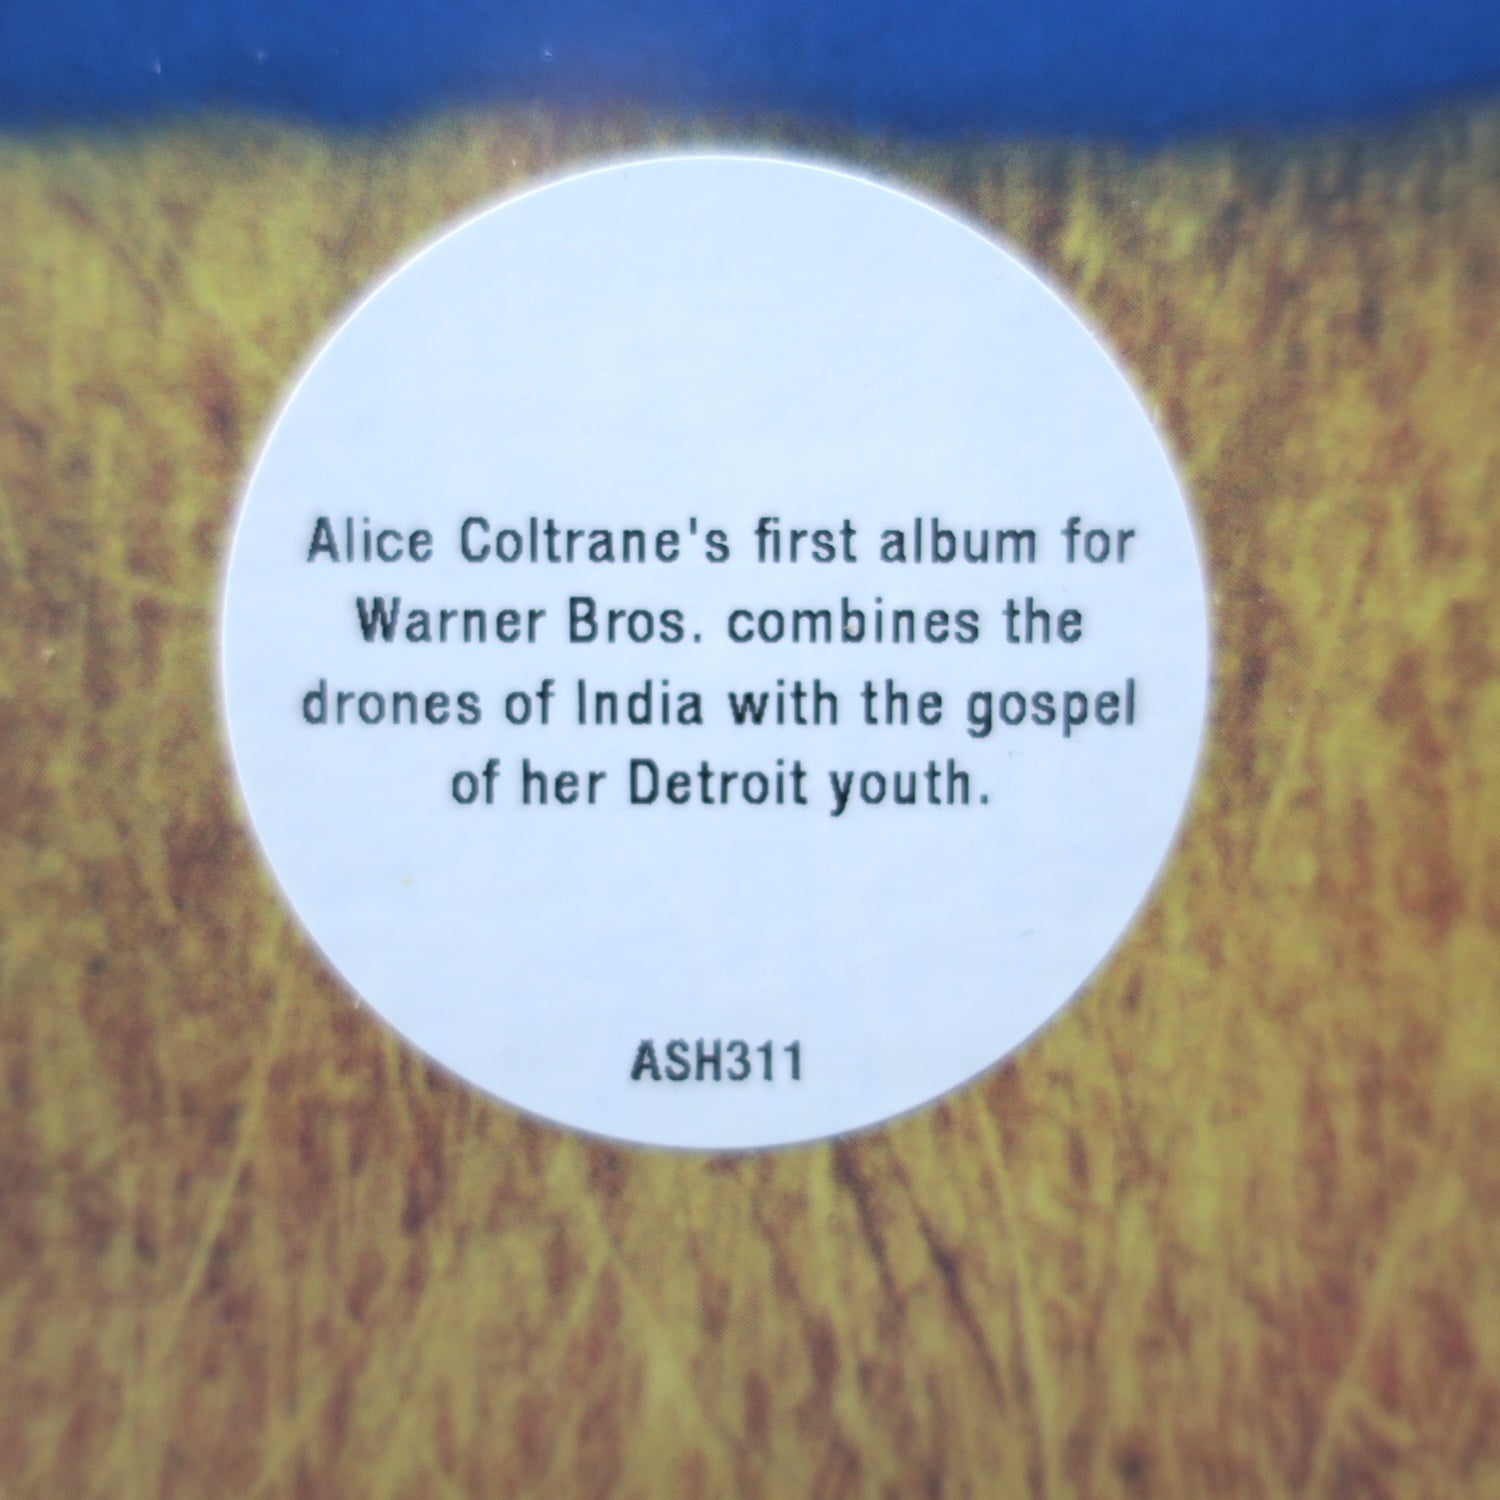 Alice Coltrane's first album for
Warner Bros. combines the
drones of India with the gospel
of her Detroit youth.
ASH311